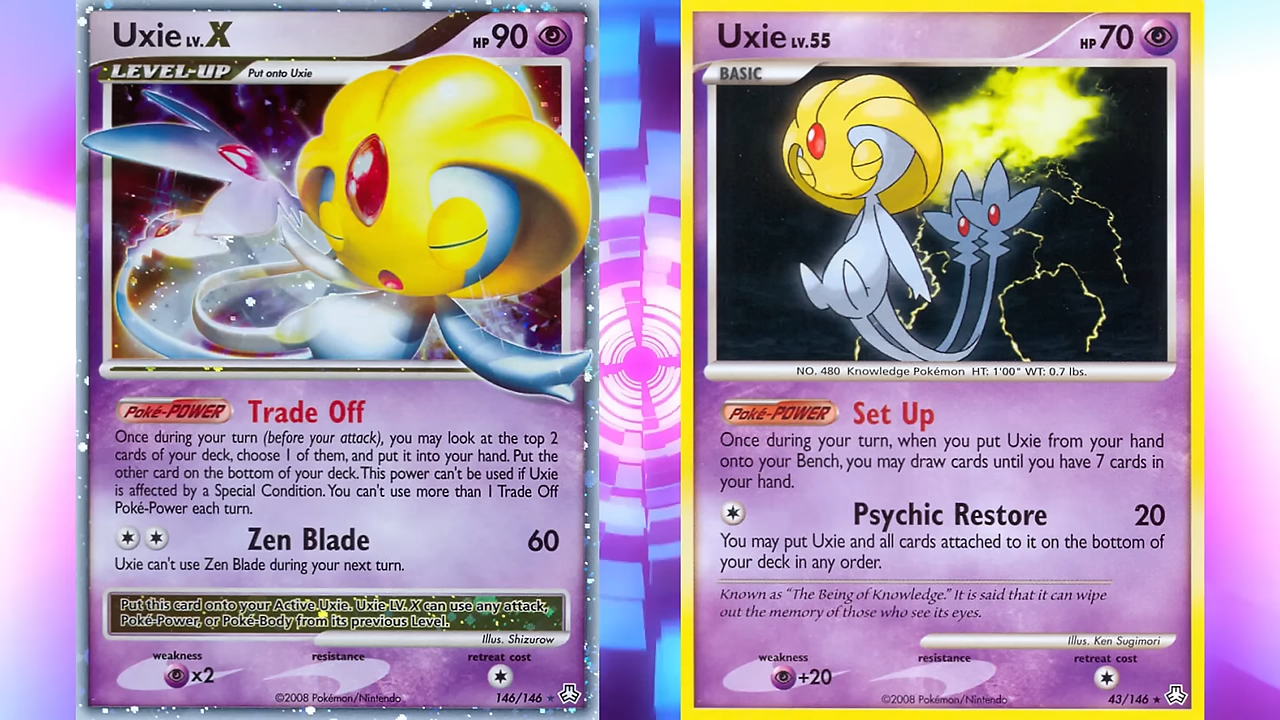 Uxie LV.X HP 90
LEVEL-UP Put onto Uxie
Poké-POWER Trade Off
Once during your turn (before your attack), you may look at the top 2
cards of your deck, choose 1 of them, and put it into your hand. Put the
other card on the bottom of your deck. This power can't be used if Uxie
is affected by a Special Condition. You can't use more than 1 Trade Off
Poké-Power each turn.
Zen Blade 60
Uxie can't use Zen Blade during your next turn.
Put this card onto your Active Uxie. Uxie LV. X can use any attack,
Poké-Power, or Poké-Body from its previous Level.
Illus. Shizurow
weakness resistance retreat cost
x2
©2008 Pokémon/Nintendo 146/146
Uxie LV.55 HP 70
BASIC
NO. 480 Knowledge Pokémon HT: 1'00" WT: 0.7 lbs.
Poké-POWER Set Up
Once during your turn, when you put Uxie from your hand
onto your Bench, you may draw cards until you have 7 cards in
your hand.
Psychic Restore 20
You may put Uxie and all cards attached to it on the bottom of
your deck in any order.
Known as "The Being of Knowledge." It is said that it can wipe
out the memory of those who see its eyes.
Illus. Ken Sugimori
weakness resistance retreat cost
+20
©2008 Pokémon/Nintendo 43/146